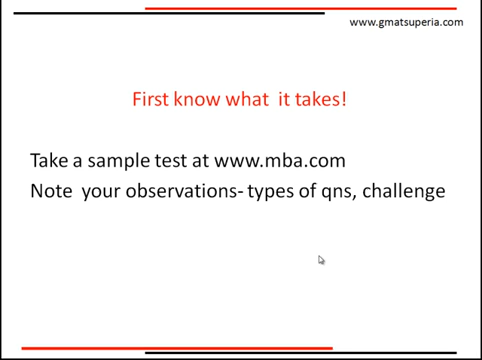 www.gmatsuperia.com
First know what it takes!
Take a sample test at www.mba.com
Note your observations- types of qns, challenge